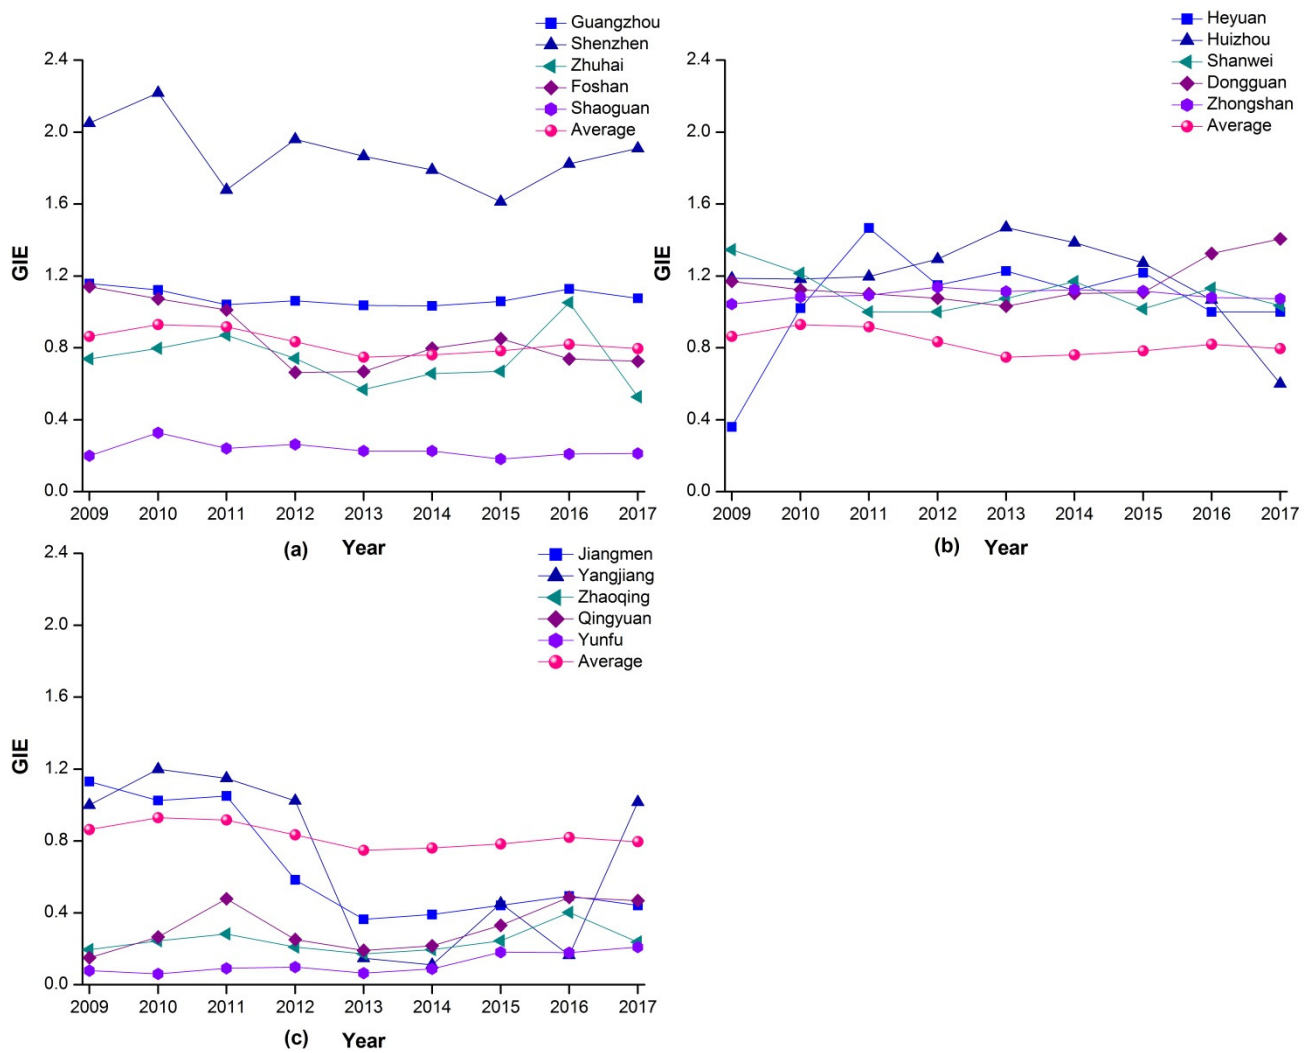 Guangzhou
Shenzhen
Zhuhai
Foshan
Shaoguan
Average
2.4
2.0
1.6
1.2
0.8
0.4
0.0
GIE
2009 2010 2011 2012 2013 2014 2015 2016 2017
(a) Year
Heyuan
Huizhou
Shanwei
Dongguan
Zhongshan
Average
2.4
2.0
1.6
1.2
0.8
0.4
0.0
GIE
2009 2010 2011 2012 2013 2014 2015 2016 2017
(b) Year
Jiangmen
Yangjiang
Zhaoqing
Qingyuan
Yunfu
Average
2.4
2.0
1.6
1.2
0.8
0.4
0.0
GIE
2009 2010 2011 2012 2013 2014 2015 2016 2017
(c) Year